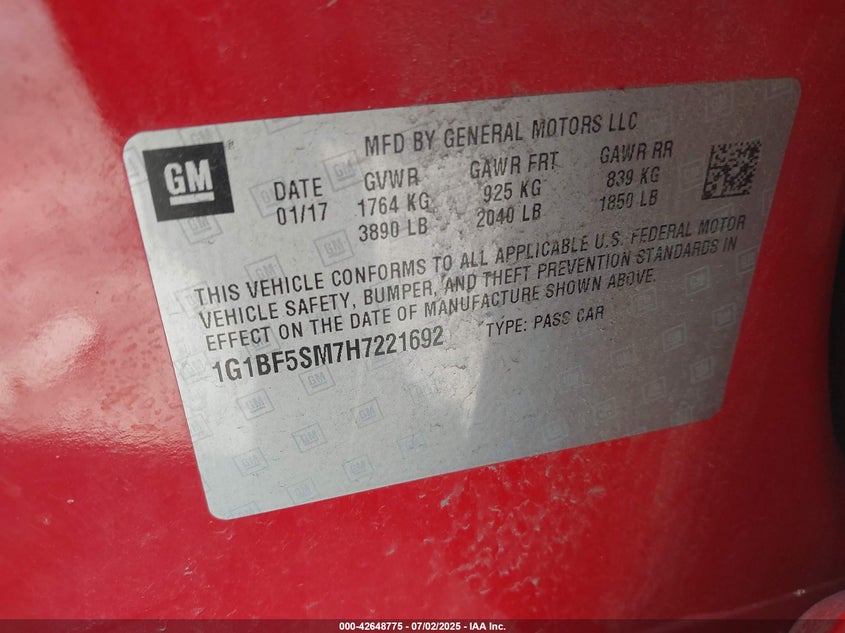 MFD BY GENERAL MOTORS LLC
GM
DATE GVWR GAWR FRT GAWR RR
01/17 1764 KG 925 KG 839 KG
3890 LB 2040 LB 1850 LB
THIS VEHICLE CONFORMS TO ALL APPLICABLE U.S. FEDERAL MOTOR
VEHICLE SAFETY, BUMPER, AND THEFT PREVENTION STANDARDS IN
EFFECT ON THE DATE OF MANUFACTURE SHOWN ABOVE.
1G1BF5SM7H7221692 TYPE: PASS CAR
000-42648775 - 07/02/2025 - IAA Inc.